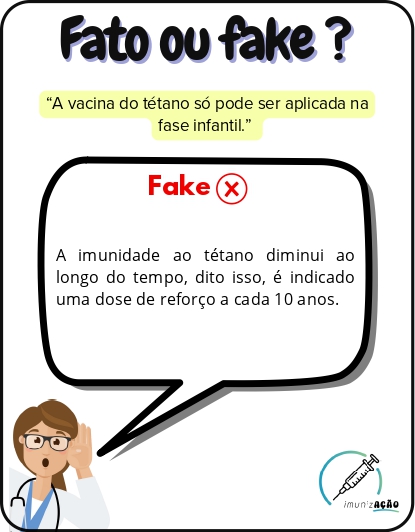 Fato ou fake ?
“A vacina do tétano só pode ser aplicada na
fase infantil.”
Fake
A imunidade ao tétano diminui ao
longo do tempo, dito isso, é indicado
uma dose de reforço a cada 10 anos.
imunizAÇÃO